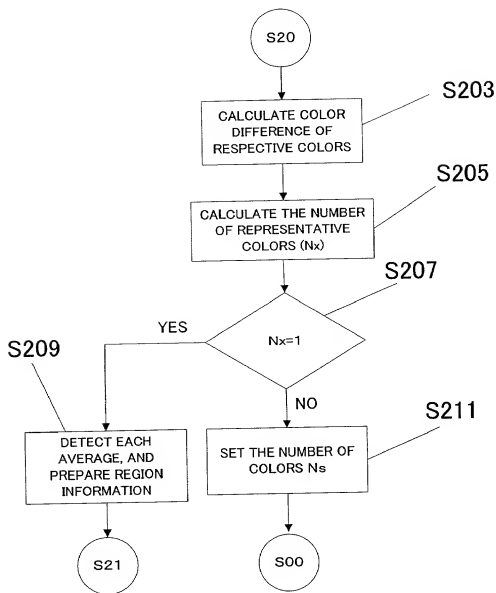 S20
S203
CALCULATE COLOR
DIFFERENCE OF
RESPECTIVE COLORS
S205
CALCULATE THE NUMBER
OF REPRESENTATIVE
COLORS (Nx)
S207
Nx=1
YES
NO
S209
DETECT EACH
AVERAGE, AND
PREPARE REGION
INFORMATION
S211
SET THE NUMBER OF
COLORS Ns
S21
S00